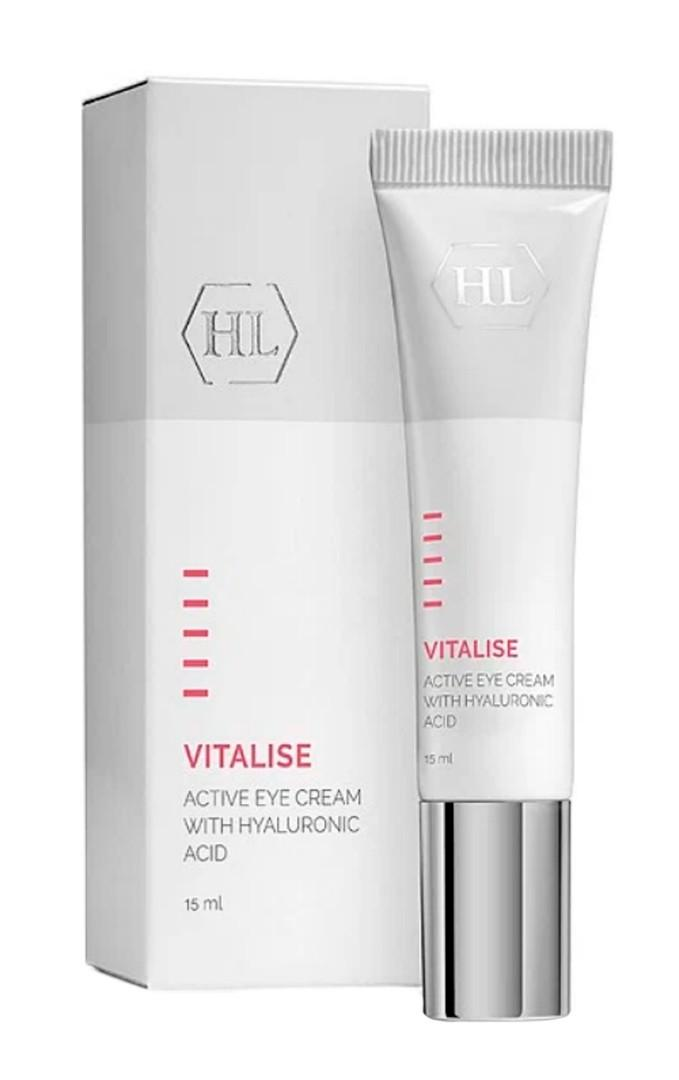 HL
VITALISE
ACTIVE EYE CREAM
WITH HYALURONIC
ACID
15 ml
HL
VITALISE
ACTIVE EYE CREAM
WITH HYALURONIC
ACID
15 ml